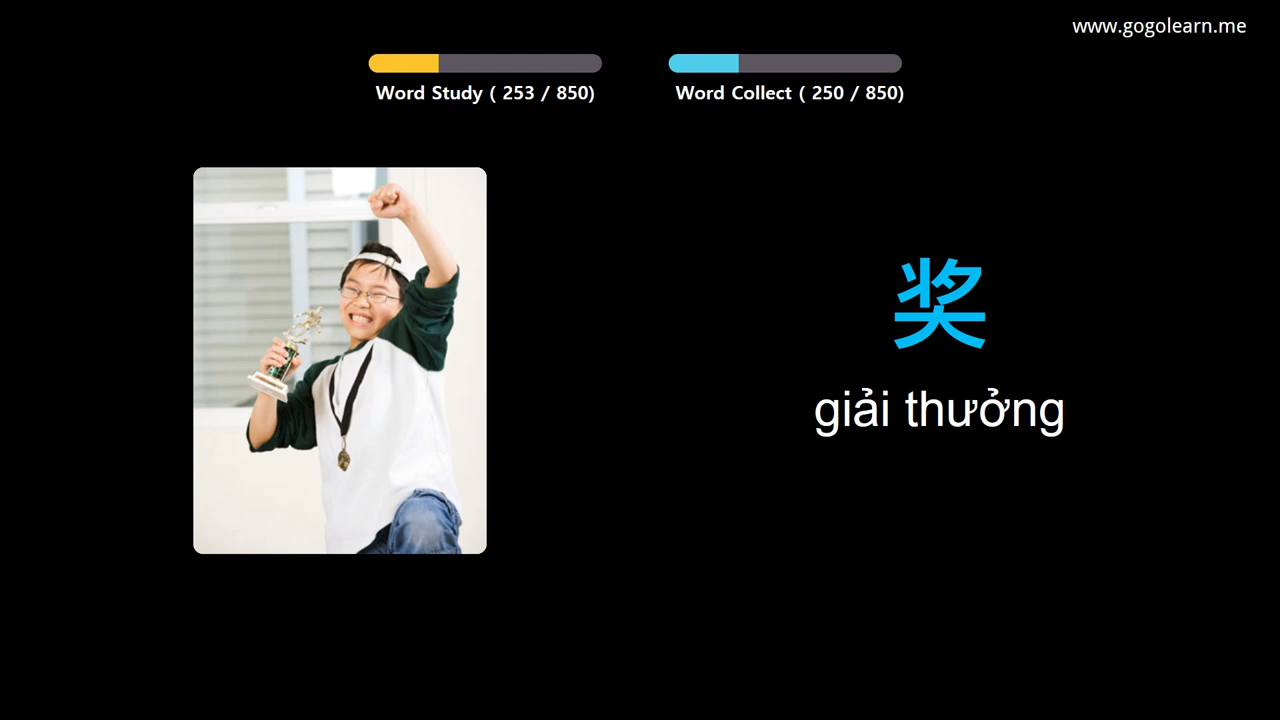 www.gogolearn.me
Word Study ( 253 / 850)
Word Collect ( 250 / 850)
奖
giải thưởng